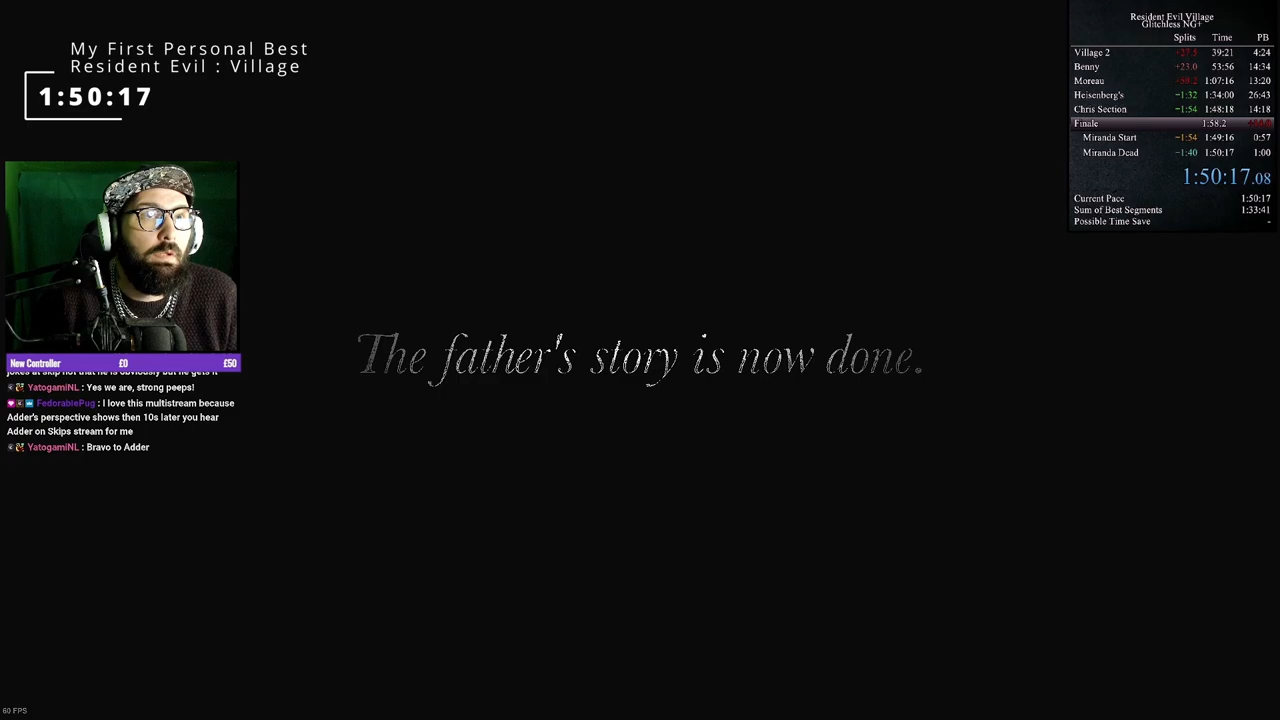 My First Personal Best
Resident Evil : Village
1:50:17
New Controller £0 £50
YatogamiNL : Yes we are, strong peeps!
FedorablePug : I love this multistream because
Adder's perspective shows then 10s later you hear
Adder on Skips stream for me
YatogamiNL : Bravo to Adder
The father's story is now done.
Resident Evil Village
Glitchless NG+
Splits Time PB
Village 2 +27.5 39:21 4:24
Benny +23.0 53:56 14:34
Moreau 1:07:16 13:20
Heisenberg's −1:32 1:34:00 26:43
Chris Section −1:54 1:48:18 14:18
Finale 1:58.2
Miranda Start −1:54 1:49:16 0:57
Miranda Dead −1:40 1:50:17 1:00
1:50:17.08
Current Pace 1:50:17
Sum of Best Segments 1:33:41
Possible Time Save -
60 FPS